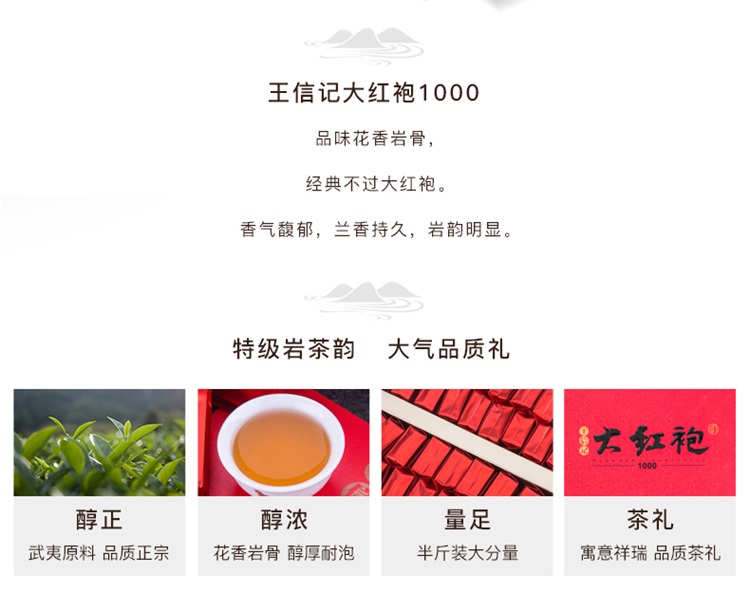 王信记大红袍1000
品味花香岩骨，
经典不过大红袍。
香气馥郁，兰香持久，岩韵明显。
特级岩茶韵 大气品质礼
王信记
大红袍
1000
醇正
武夷原料 品质正宗
醇浓
花香岩骨 醇厚耐泡
量足
半斤装大分量
茶礼
寓意祥瑞 品质茶礼